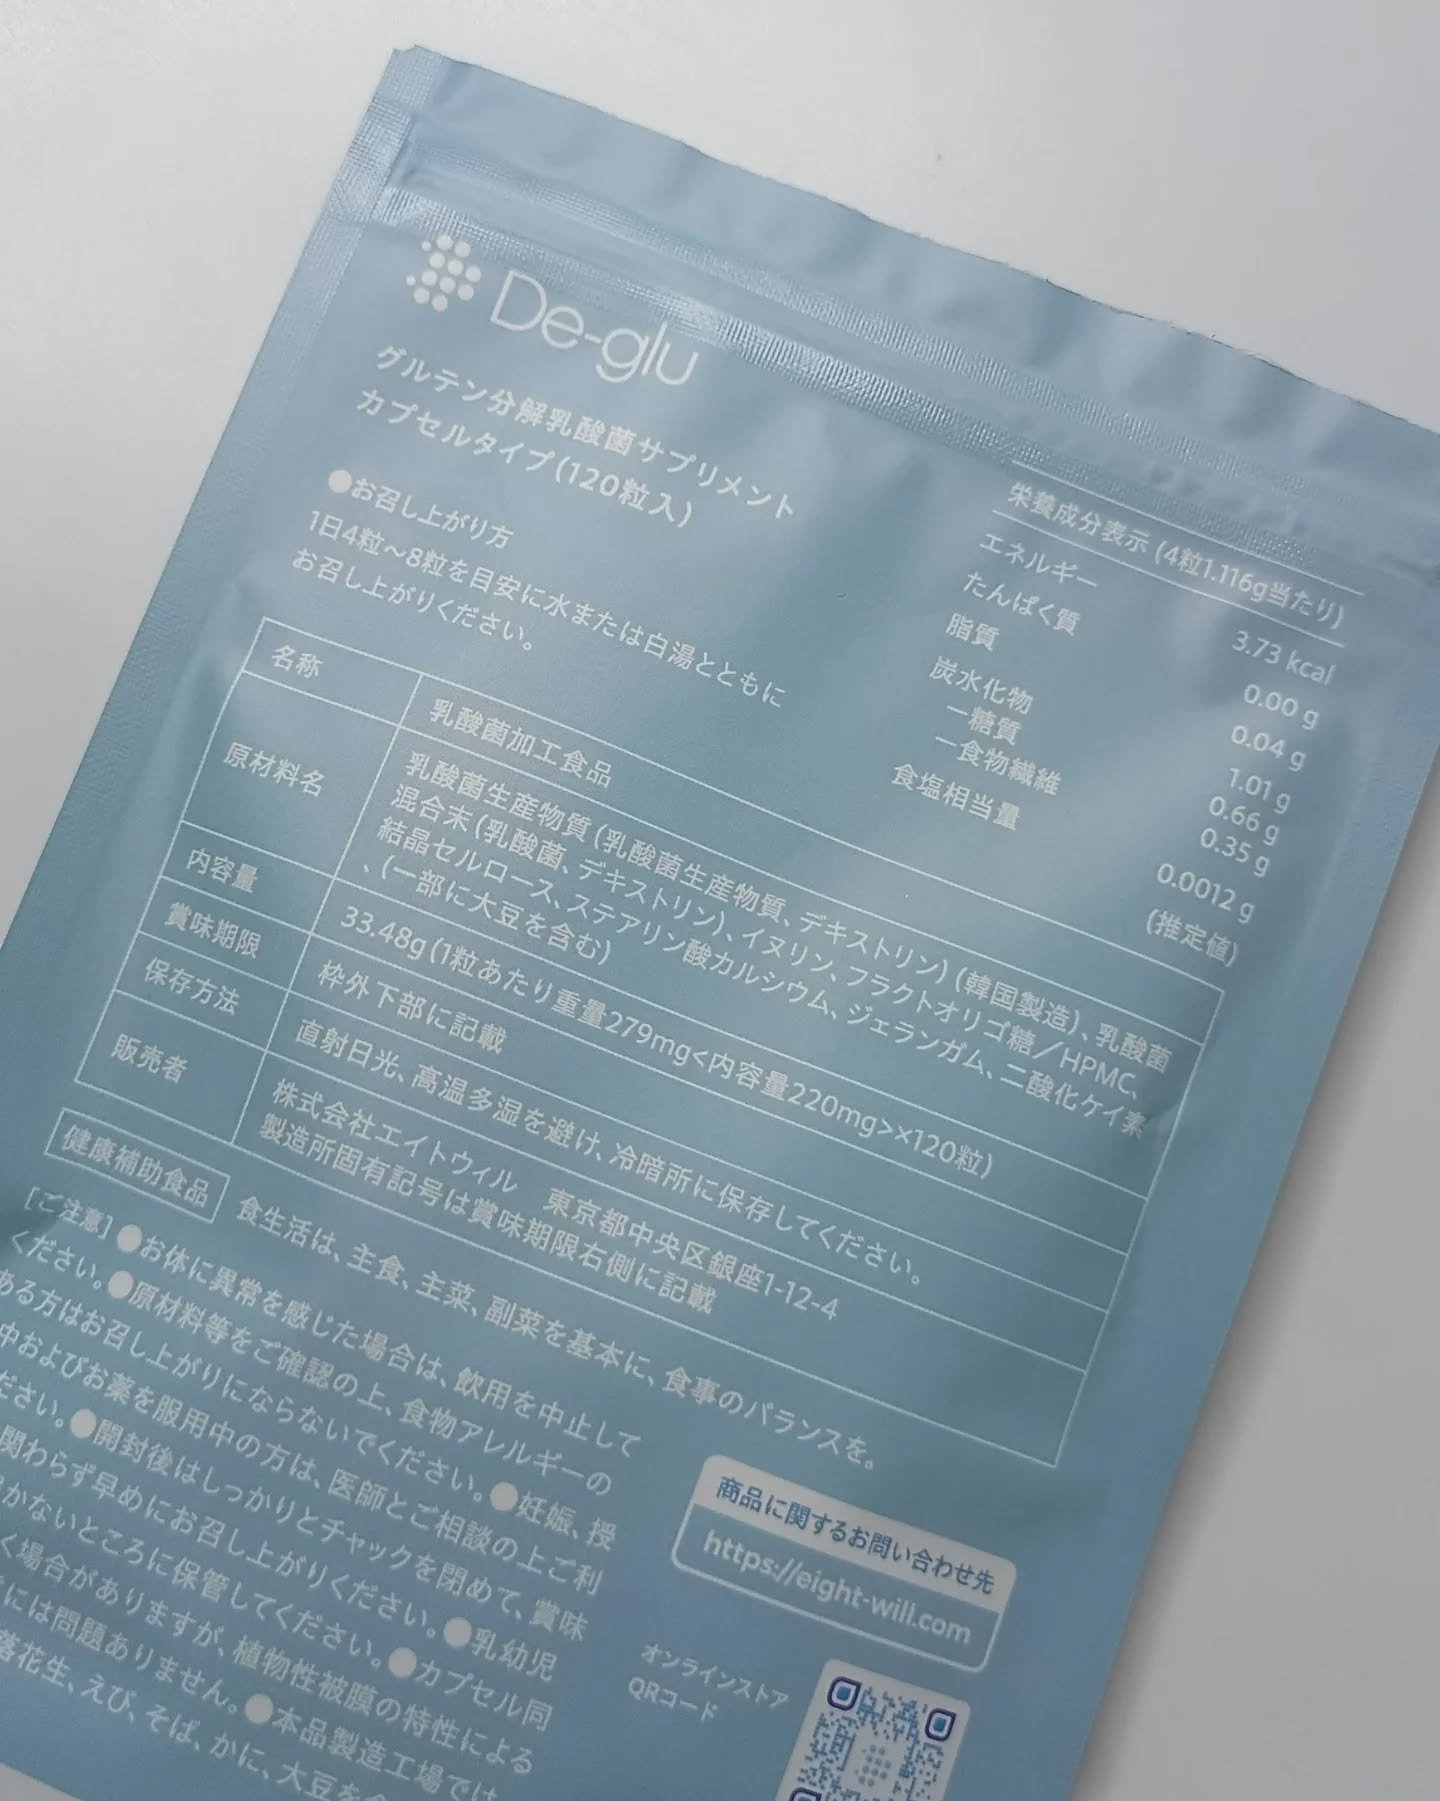 De-glu
グルテン分解乳酸菌サプリメント
カプセルタイプ(120粒入)
●お召し上がり方
1日4粒～8粒を目安に水または白湯とともに
お召し上がりください。
栄養成分表示 (4粒1.116g当たり)
エネルギー 3.73 kcal
たんぱく質 0.00 g
脂質 0.04 g
炭水化物 1.01 g
－糖質 0.66 g
－食物繊維 0.35 g
食塩相当量 0.0012 g
(推定値)
名称 乳酸菌加工食品
原材料名 乳酸菌生産物質(乳酸菌生産物質、デキストリン)(韓国製造)、乳酸菌
混合末(乳酸菌、デキストリン)、イヌリン、フラクトオリゴ糖／HPMC、
結晶セルロース、ステアリン酸カルシウム、ジェランガム、二酸化ケイ素
、(一部に大豆を含む)
内容量 33.48g(1粒あたり重量279mg<内容量220mg>×120粒)
賞味期限 枠外下部に記載
保存方法 直射日光、高温多湿を避け、冷暗所に保存してください。
販売者 株式会社エイトウィル 東京都中央区銀座1-12-4
製造所固有記号は賞味期限右側に記載
健康補助食品 食生活は、主食、主菜、副菜を基本に、食事のバランスを。
[ご注意]●お体に異常を感じた場合は、飲用を中止して
ください。●原材料等をご確認の上、食物アレルギーの
ある方はお召し上がりにならないでください。●妊娠、授
中およびお薬を服用中の方は、医師とご相談の上ご利
ださい。●開封後はしっかりとチャックを閉めて、賞味
関わらず早めにお召し上がりください。●乳幼児
かないところに保管してください。●カプセル同
く場合がありますが、植物性被膜の特性による
には問題ありません。●本品製造工場では
落花生、えび、そば、かに、大豆を
商品に関するお問い合わせ先
https://eight-will.com
オンラインストア
QRコード